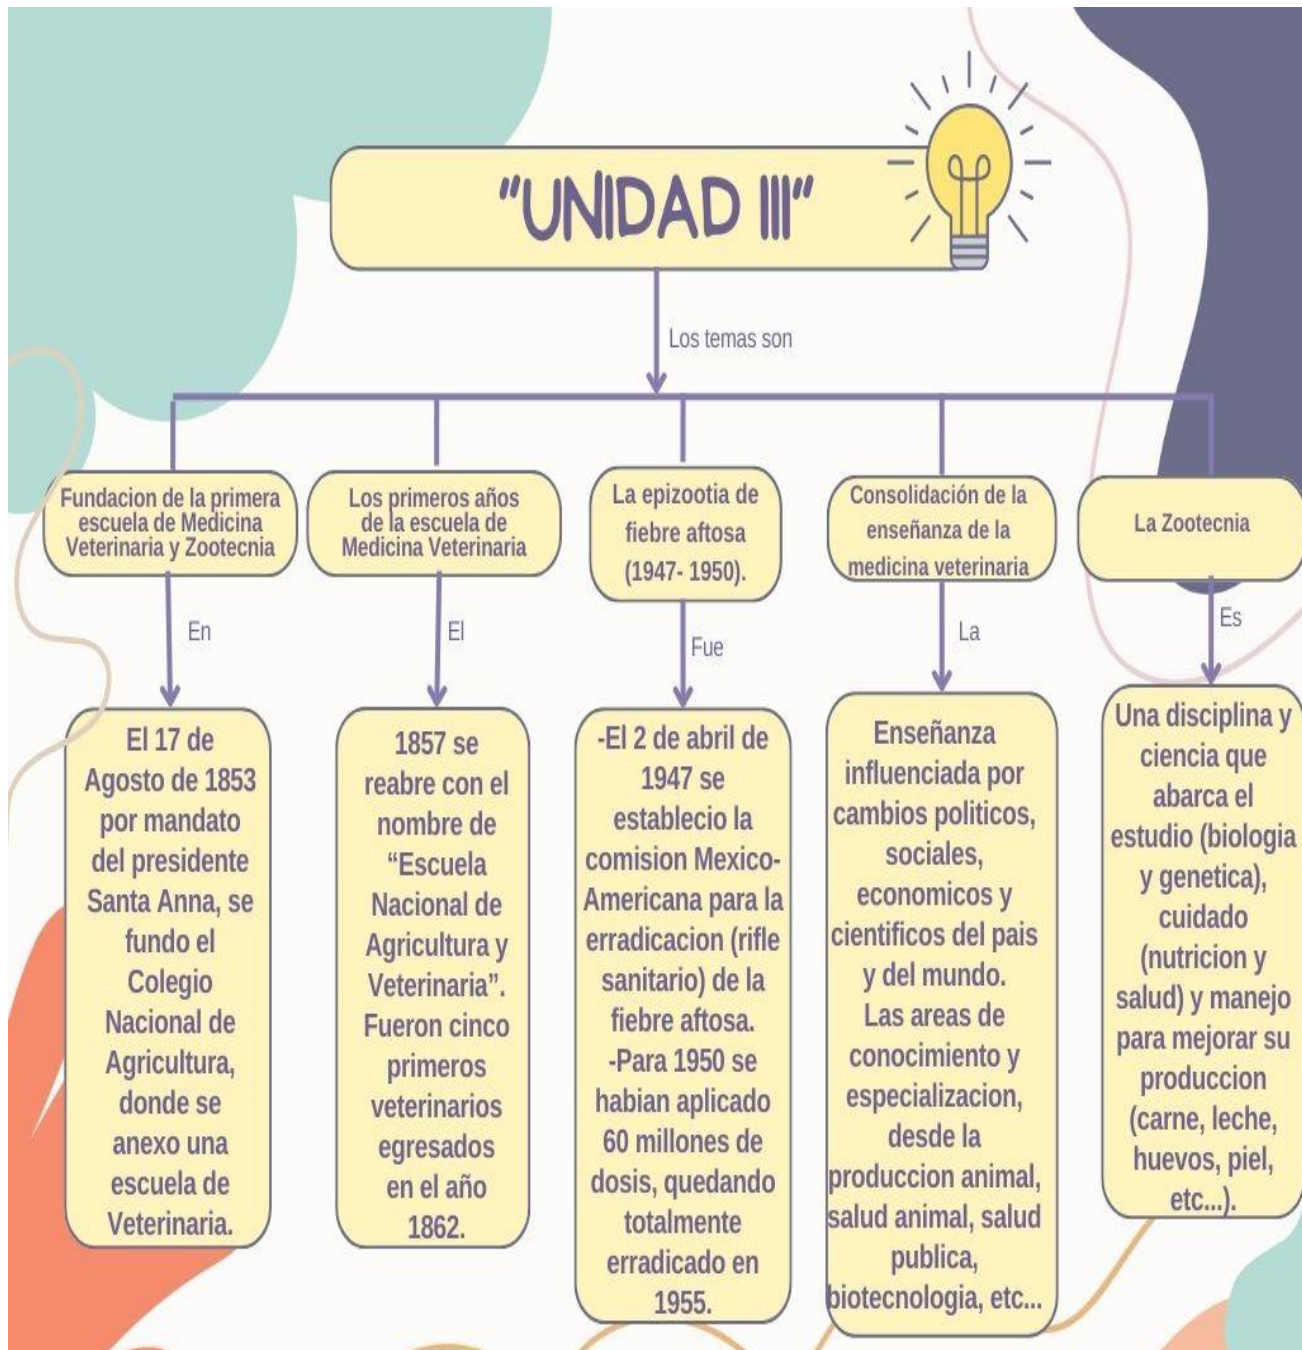 "UNIDAD III"
Los temas son
Fundacion de la primera
escuela de Medicina
Veterinaria y Zootecnia
En
El 17 de
Agosto de 1853
por mandato
del presidente
Santa Anna, se
fundo el
Colegio
Nacional de
Agricultura,
donde se
anexo una
escuela de
Veterinaria.
Los primeros años
de la escuela de
Medicina Veterinaria
El
1857 se
reabre con el
nombre de
“Escuela
Nacional de
Agricultura y
Veterinaria”.
Fueron cinco
primeros
veterinarios
egresados
en el año
1862.
La epizootia de
fiebre aftosa
(1947- 1950).
Fue
-El 2 de abril de
1947 se
establecio la
comision Mexico-
Americana para la
erradicacion (rifle
sanitario) de la
fiebre aftosa.
-Para 1950 se
habian aplicado
60 millones de
dosis, quedando
totalmente
erradicado en
1955.
Consolidación de la
enseñanza de la
medicina veterinaria
La
Enseñanza
influenciada por
cambios politicos,
sociales,
economicos y
cientificos del pais
y del mundo.
Las areas de
conocimiento y
especializacion,
desde la
produccion animal,
salud animal, salud
publica,
biotecnologia, etc...
La Zootecnia
Es
Una disciplina y
ciencia que
abarca el
estudio (biologia
y genetica),
cuidado
(nutricion y
salud) y manejo
para mejorar su
produccion
(carne, leche,
huevos, piel,
etc...).